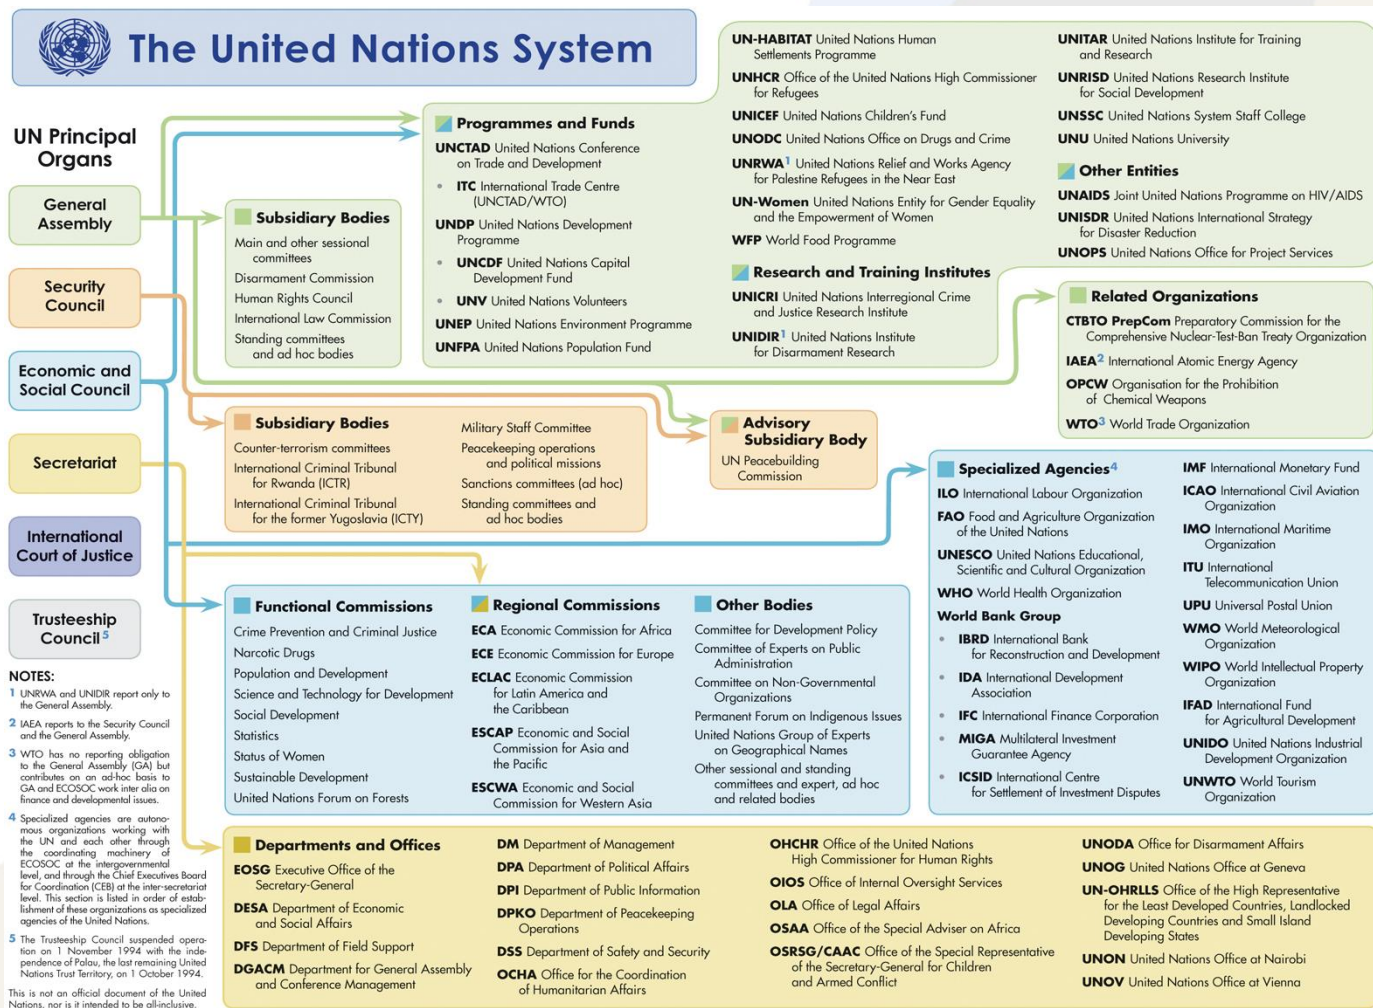 The United Nations System
UN Principal
Organs
General
Assembly
Security
Council
Economic and
Social Council
Secretariat
International
Court of Justice
Trusteeship
Council 5
NOTES:
1 UNRWA and UNIDIR report only to
the General Assembly.
2 IAEA reports to the Security Council
and the General Assembly.
3 WTO has no reporting obligation
to the General Assembly (GA) but
contributes on an ad-hoc basis to
GA and ECOSOC work inter alia on
finance and developmental issues.
4 Specialized agencies are autono-
mous organizations working with
the UN and each other through
the coordinating machinery of
ECOSOC at the intergovernmental
level, and through the Chief Executives Board
for Coordination (CEB) at the inter-secretariat
level. This section is listed in order of estab-
lishment of these organizations as specialized
agencies of the United Nations.
5 The Trusteeship Council suspended opera-
tion on 1 November 1994 with the inde-
pendence of Palau, the last remaining United
Nations Trust Territory, on 1 October 1994.
This is not an official document of the United
Nations, nor is it intended to be all-inclusive.
Subsidiary Bodies
Main and other sessional
committees
Disarmament Commission
Human Rights Council
International Law Commission
Standing committees
and ad hoc bodies
Programmes and Funds
UNCTAD United Nations Conference
on Trade and Development
• ITC International Trade Centre
(UNCTAD/WTO)
UNDP United Nations Development
Programme
• UNCDF United Nations Capital
Development Fund
• UNV United Nations Volunteers
UNEP United Nations Environment Programme
UNFPA United Nations Population Fund
UN-HABITAT United Nations Human
Settlements Programme
UNHCR Office of the United Nations High Commissioner
for Refugees
UNICEF United Nations Children's Fund
UNODC United Nations Office on Drugs and Crime
UNRWA1 United Nations Relief and Works Agency
for Palestine Refugees in the Near East
UN-Women United Nations Entity for Gender Equality
and the Empowerment of Women
WFP World Food Programme
Research and Training Institutes
UNICRI United Nations Interregional Crime
and Justice Research Institute
UNIDIR1 United Nations Institute
for Disarmament Research
UNITAR United Nations Institute for Training
and Research
UNRISD United Nations Research Institute
for Social Development
UNSSC United Nations System Staff College
UNU United Nations University
Other Entities
UNAIDS Joint United Nations Programme on HIV/AIDS
UNISDR United Nations International Strategy
for Disaster Reduction
UNOPS United Nations Office for Project Services
Related Organizations
CTBTO PrepCom Preparatory Commission for the
Comprehensive Nuclear-Test-Ban Treaty Organization
IAEA2 International Atomic Energy Agency
OPCW Organisation for the Prohibition
of Chemical Weapons
WTO3 World Trade Organization
Subsidiary Bodies
Counter-terrorism committees
International Criminal Tribunal
for Rwanda (ICTR)
International Criminal Tribunal
for the former Yugoslavia (ICTY)
Military Staff Committee
Peacekeeping operations
and political missions
Sanctions committees (ad hoc)
Standing committees and
ad hoc bodies
Advisory
Subsidiary Body
UN Peacebuilding
Commission
Functional Commissions
Crime Prevention and Criminal Justice
Narcotic Drugs
Population and Development
Science and Technology for Development
Social Development
Statistics
Status of Women
Sustainable Development
United Nations Forum on Forests
Regional Commissions
ECA Economic Commission for Africa
ECE Economic Commission for Europe
ECLAC Economic Commission
for Latin America and
the Caribbean
ESCAP Economic and Social
Commission for Asia and
the Pacific
ESCWA Economic and Social
Commission for Western Asia
Other Bodies
Committee for Development Policy
Committee of Experts on Public
Administration
Committee on Non-Governmental
Organizations
Permanent Forum on Indigenous Issues
United Nations Group of Experts
on Geographical Names
Other sessional and standing
committees and expert, ad hoc
and related bodies
Specialized Agencies4
ILO International Labour Organization
FAO Food and Agriculture Organization
of the United Nations
UNESCO United Nations Educational,
Scientific and Cultural Organization
WHO World Health Organization
World Bank Group
• IBRD International Bank
for Reconstruction and Development
• IDA International Development
Association
• IFC International Finance Corporation
• MIGA Multilateral Investment
Guarantee Agency
• ICSID International Centre
for Settlement of Investment Disputes
IMF International Monetary Fund
ICAO International Civil Aviation
Organization
IMO International Maritime
Organization
ITU International
Telecommunication Union
UPU Universal Postal Union
WMO World Meteorological
Organization
WIPO World Intellectual Property
Organization
IFAD International Fund
for Agricultural Development
UNIDO United Nations Industrial
Development Organization
UNWTO World Tourism
Organization
Departments and Offices
EOSG Executive Office of the
Secretary-General
DESA Department of Economic
and Social Affairs
DFS Department of Field Support
DGACM Department for General Assembly
and Conference Management
DM Department of Management
DPA Department of Political Affairs
DPI Department of Public Information
DPKO Department of Peacekeeping
Operations
DSS Department of Safety and Security
OCHA Office for the Coordination
of Humanitarian Affairs
OHCHR Office of the United Nations
High Commissioner for Human Rights
OIOS Office of Internal Oversight Services
OLA Office of Legal Affairs
OSAA Office of the Special Adviser on Africa
OSRSG/CAAC Office of the Special Representative
of the Secretary-General for Children
and Armed Conflict
UNODA Office for Disarmament Affairs
UNOG United Nations Office at Geneva
UN-OHRLLS Office of the High Representative
for the Least Developed Countries, Landlocked
Developing Countries and Small Island
Developing States
UNON United Nations Office at Nairobi
UNOV United Nations Office at Vienna